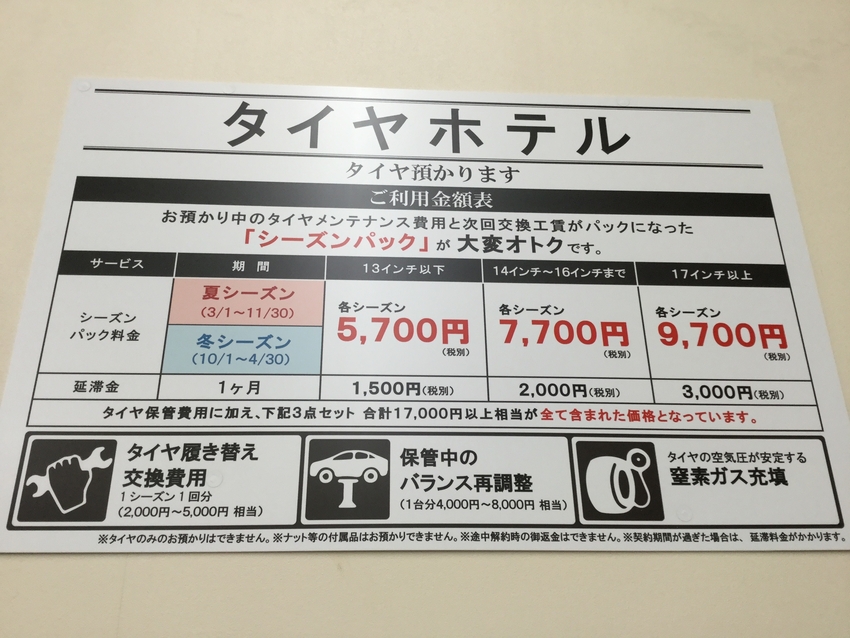 タイヤホテル
タイヤ預かります
ご利用金額表
お預かり中のタイヤメンテナンス費用と次回交換工賃がパックになった
「シーズンパック」が 大変オトクです。
サービス 期間 13インチ以下 14インチ〜16インチまで 17インチ以上
シーズン
パック料金
夏シーズン
(3/1〜11/30)
冬シーズン
(10/1〜4/30)
各シーズン
5,700円
(税別)
各シーズン
7,700円
(税別)
各シーズン
9,700円
(税別)
延滞金 1ヶ月 1,500円(税別) 2,000円(税別) 3,000円(税別)
タイヤ保管費用に加え、下記3点セット 合計17,000円以上相当が全て含まれた価格となっています。
タイヤ履き替え
交換費用
1シーズン1回分
(2,000円〜5,000円 相当)
保管中の
バランス再調整
(1台分4,000円〜8,000円 相当)
タイヤの空気圧が安定する
窒素ガス充填
※タイヤのみのお預かりはできません。※ナット等の付属品はお預かりできません。※途中解約時の御返金はできません。※契約期間が過ぎた場合は、延滞料金がかかります。